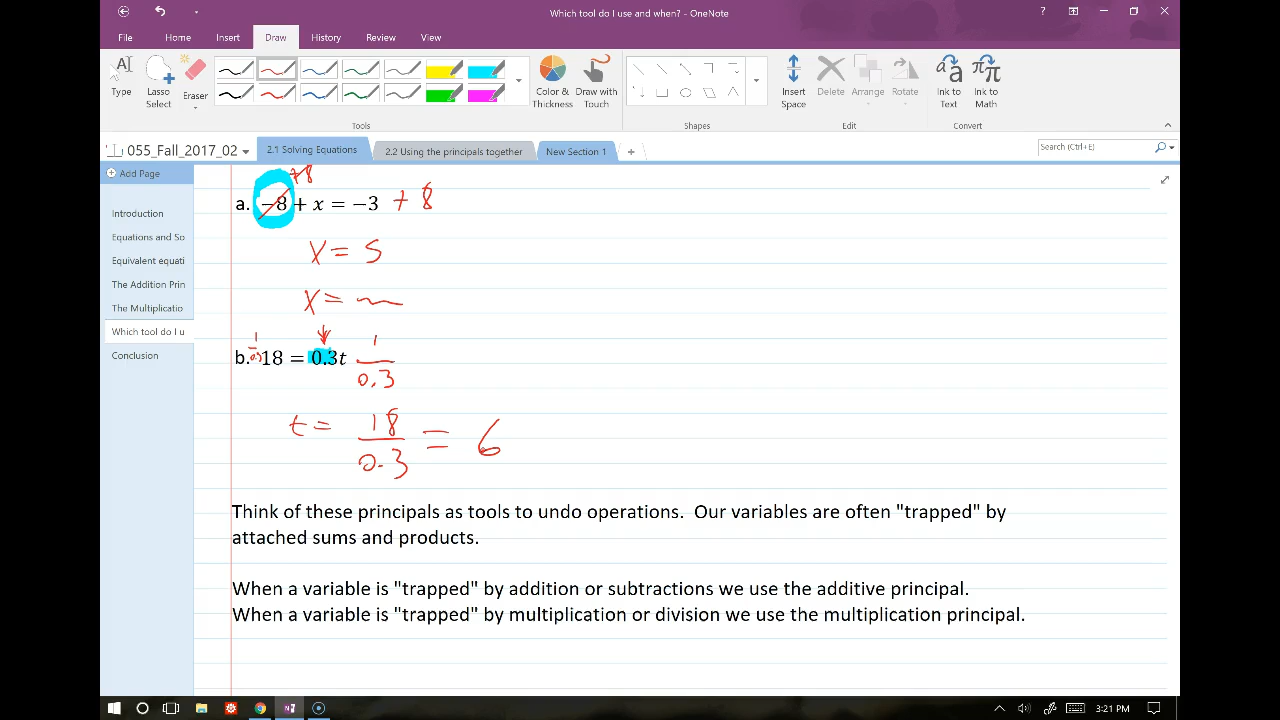 Which tool do I use and when? - OneNote
?
File Home Insert Draw History Review View
Type
Lasso Select
Eraser
Color & Thickness
Draw with Touch
Insert Space
Delete
Arrange
Rotate
Ink to Text
Ink to Math
Tools
Shapes
Edit
Convert
055_Fall_2017_02
2.1 Solving Equations
2.2 Using the principals together
New Section 1
+
Search (Ctrl+E)
Add Page
Introduction
Equations and So
Equivalent equati
The Addition Prin
The Multiplicatio
Which tool do I u
Conclusion
+8
a. −8 + x = −3 + 8
x = 5
x =
b. 1/0.3 18 = 0.3t 1/0.3
t = 18/0.3 = 6
Think of these principals as tools to undo operations. Our variables are often "trapped" by
attached sums and products.
When a variable is "trapped" by addition or subtractions we use the additive principal.
When a variable is "trapped" by multiplication or division we use the multiplication principal.
3:21 PM